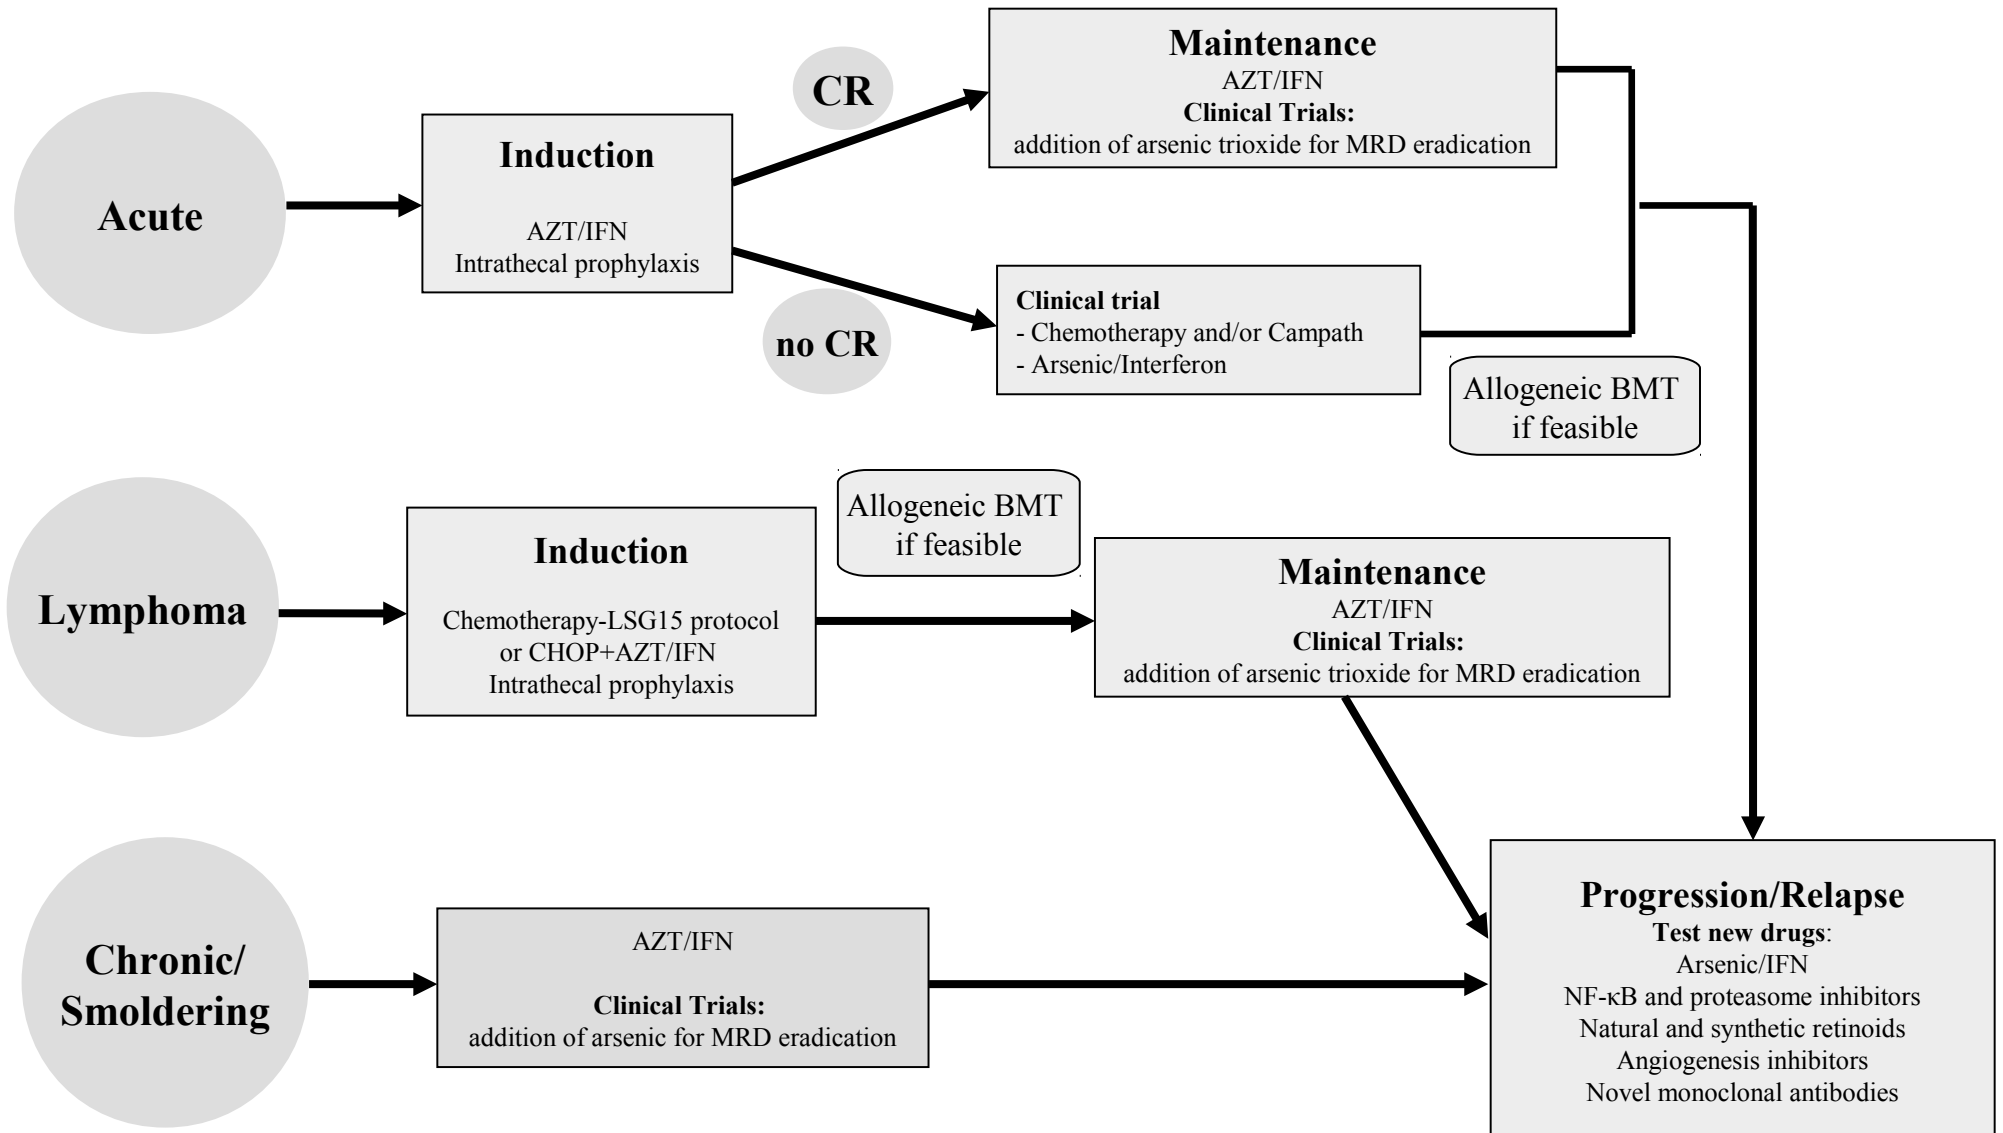 Acute
Induction
AZT/IFN
Intrathecal prophylaxis
CR
no CR
Maintenance
AZT/IFN
Clinical Trials:
addition of arsenic trioxide for MRD eradication
Clinical trial
- Chemotherapy and/or Campath
- Arsenic/Interferon
Allogeneic BMT
if feasible
Lymphoma
Induction
Chemotherapy-LSG15 protocol
or CHOP+AZT/IFN
Intrathecal prophylaxis
Allogeneic BMT
if feasible
Maintenance
AZT/IFN
Clinical Trials:
addition of arsenic trioxide for MRD eradication
Chronic/
Smoldering
AZT/IFN
Clinical Trials:
addition of arsenic for MRD eradication
Progression/Relapse
Test new drugs:
Arsenic/IFN
NF-κB and proteasome inhibitors
Natural and synthetic retinoids
Angiogenesis inhibitors
Novel monoclonal antibodies